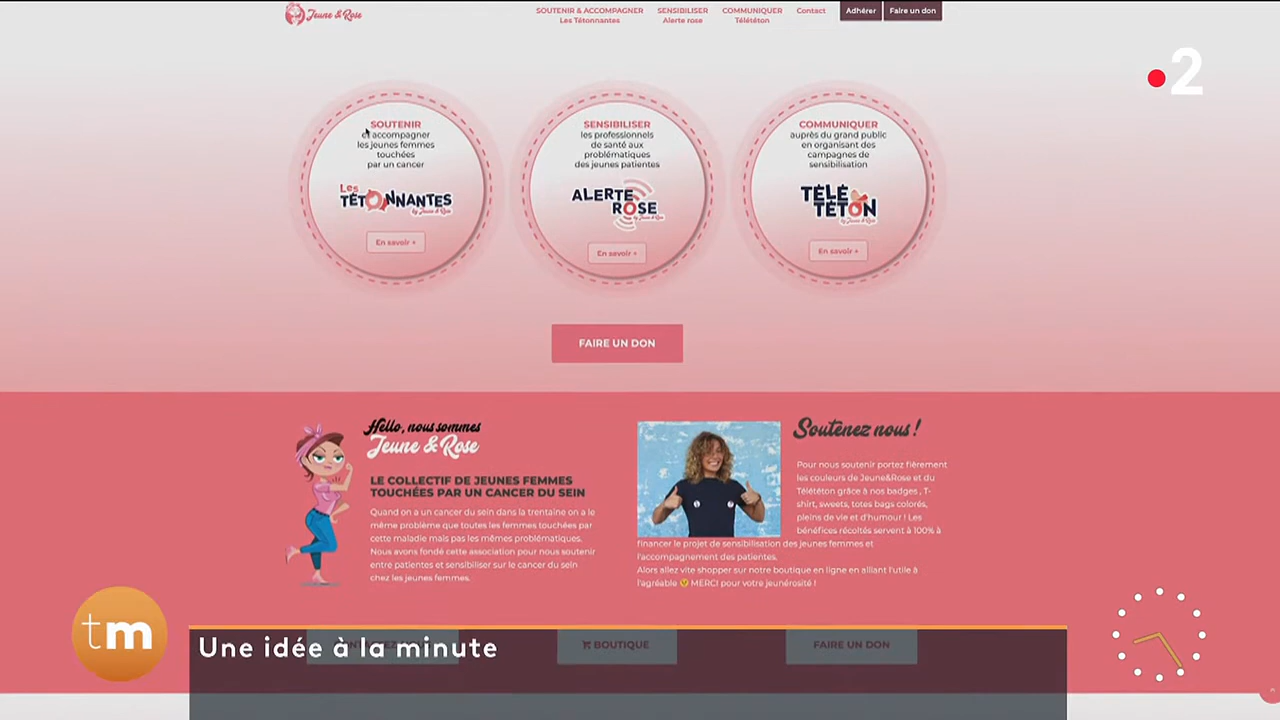 Jeune & Rose
SOUTENIR & ACCOMPAGNER
Les Tétonnantes
SENSIBILISER
Alerte rose
COMMUNIQUER
Télététon
Contact
Adhérer
Faire un don
2
SOUTENIR
et accompagner
les jeunes femmes
touchées
par un cancer
Les
TÉTONNANTES
by Jeune & Rose
En savoir +
SENSIBILISER
les professionnels
de santé aux
problématiques
des jeunes patientes
ALERTE
ROSE
by Jeune & Rose
En savoir +
COMMUNIQUER
auprès du grand public
en organisant des
campagnes de
sensibilisation
TÉLÉ
TÉTON
by Jeune & Rose
En savoir +
FAIRE UN DON
Hello, nous sommes
Jeune & Rose
LE COLLECTIF DE JEUNES FEMMES
TOUCHÉES PAR UN CANCER DU SEIN
Quand on a un cancer du sein dans la trentaine on a le
même problème que toutes les femmes touchées par
cette maladie mais pas les mêmes problématiques.
Nous avons fondé cette association pour nous soutenir
entre patientes et sensibiliser sur le cancer du sein
chez les jeunes femmes.
Soutenez nous !
Pour nous soutenir portez fièrement
les couleurs de Jeune&Rose et du
Télététon grâce à nos badges , T-
shirt, sweets, totes bags colorés,
pleins de vie et d'humour ! Les
bénéfices récoltés servent à 100% à
financer le projet de sensibilisation des jeunes femmes et
l'accompagnement des patientes.
Alors allez vite shopper sur notre boutique en ligne en alliant l'utile à
l'agréable 😉 MERCI pour votre jeunérosité !
BOUTIQUE
FAIRE UN DON
tm
Une idée à la minute